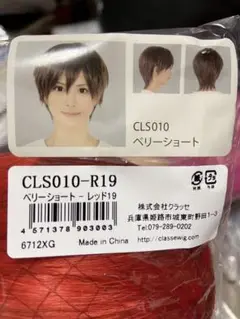 CLS010
ベリーショート
CLS010-R19
ベリーショート - レッド19
4 571378 903003
6712XG
Made in China
株式会社クラッセ
兵庫県姫路市城東町野田1-3
Tel.079-289-0202
http://classewig.com/